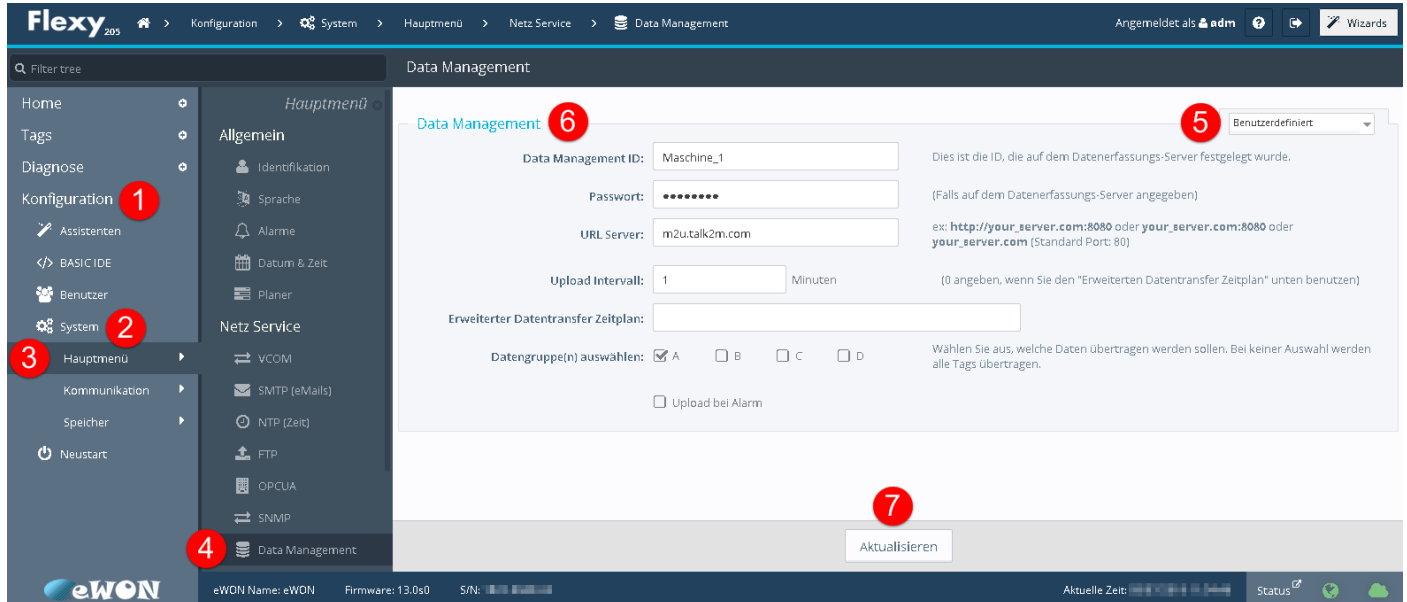 Flexy 205 > Konfiguration > System > Hauptmenü > Netz Service > Data Management Angemeldet als adm Wizards
Filter tree
Data Management
Home
Tags
Diagnose
Konfiguration 1
Assistenten
BASIC IDE
Benutzer
System 2
3 Hauptmenü
Kommunikation
Speicher
Neustart
Hauptmenü
Allgemein
Identifikation
Sprache
Alarme
Datum & Zeit
Planer
Netz Service
VCOM
SMTP (eMails)
NTP (Zeit)
FTP
OPCUA
SNMP
4 Data Management
Data Management 6
5 Benutzerdefiniert
Data Management ID: Maschine_1 Dies ist die ID, die auf dem Datenerfassungs-Server festgelegt wurde.
Passwort: •••••••• (Falls auf dem Datenerfassungs-Server angegeben)
URL Server: m2u.talk2m.com
ex: http://your_server.com:8080 oder your_server.com:8080 oder
your_server.com (Standard Port: 80)
Upload Intervall: 1 Minuten (0 angeben, wenn Sie den "Erweiterten Datentransfer Zeitplan" unten benutzen)
Erweiterter Datentransfer Zeitplan:
Datengruppe(n) auswählen: A B C D
Wählen Sie aus, welche Daten übertragen werden sollen. Bei keiner Auswahl werden
alle Tags übertragen.
Upload bei Alarm
7
Aktualisieren
eWON
eWON Name: eWON Firmware: 13.0s0 S/N: Aktuelle Zeit: Status